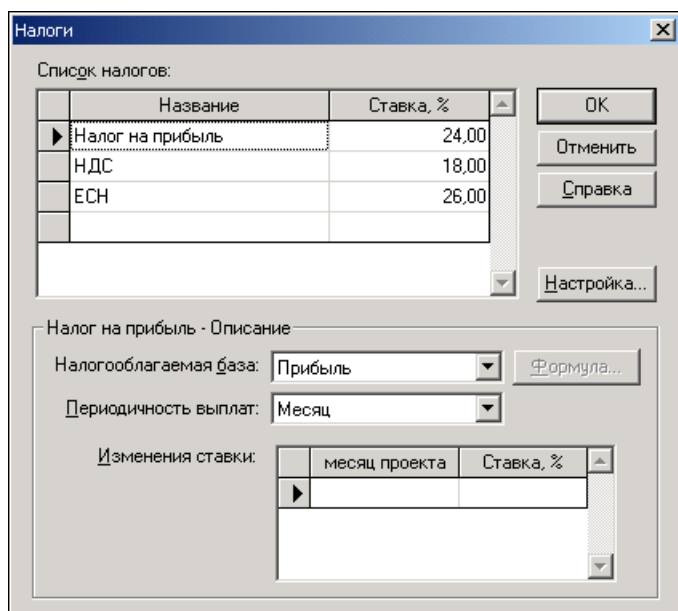 Налоги
Список налогов:
Название Ставка, %
Налог на прибыль 24,00
НДС 18,00
ЕСН 26,00
OK
Отменить
Справка
Настройка...
Налог на прибыль - Описание
Налогооблагаемая база: Прибыль Формула...
Периодичность выплат: Месяц
Изменения ставки: месяц проекта Ставка, %